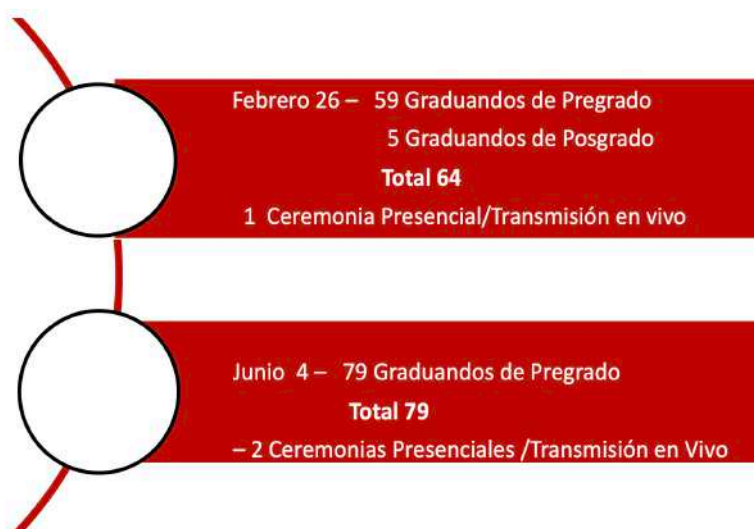 Febrero 26 – 59 Graduandos de Pregrado
5 Graduandos de Posgrado
Total 64
1 Ceremonia Presencial/Transmisión en vivo
Junio 4 – 79 Graduandos de Pregrado
Total 79
– 2 Ceremonias Presenciales /Transmisión en Vivo